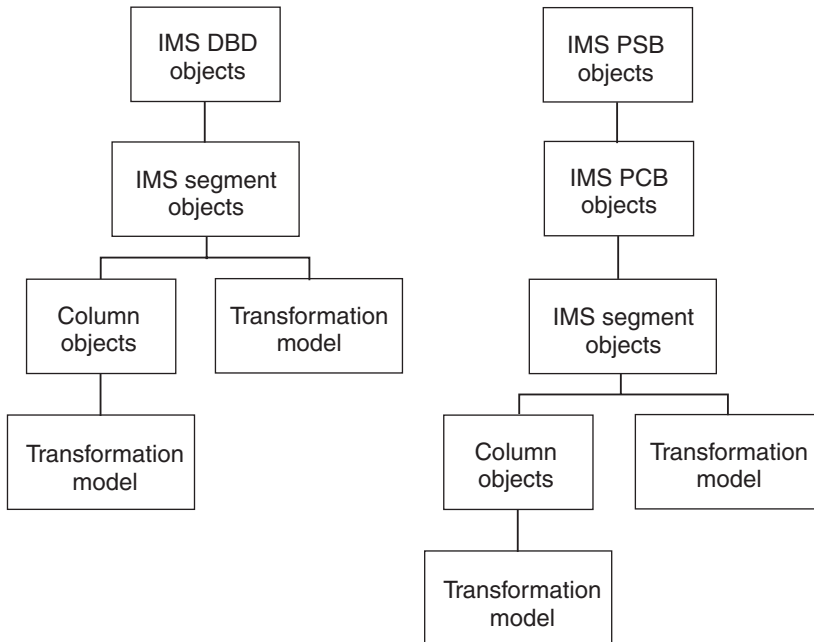 IMS DBD
objects
IMS segment
objects
Column
objects
Transformation
model
Transformation
model
IMS PSB
objects
IMS PCB
objects
IMS segment
objects
Column
objects
Transformation
model
Transformation
model